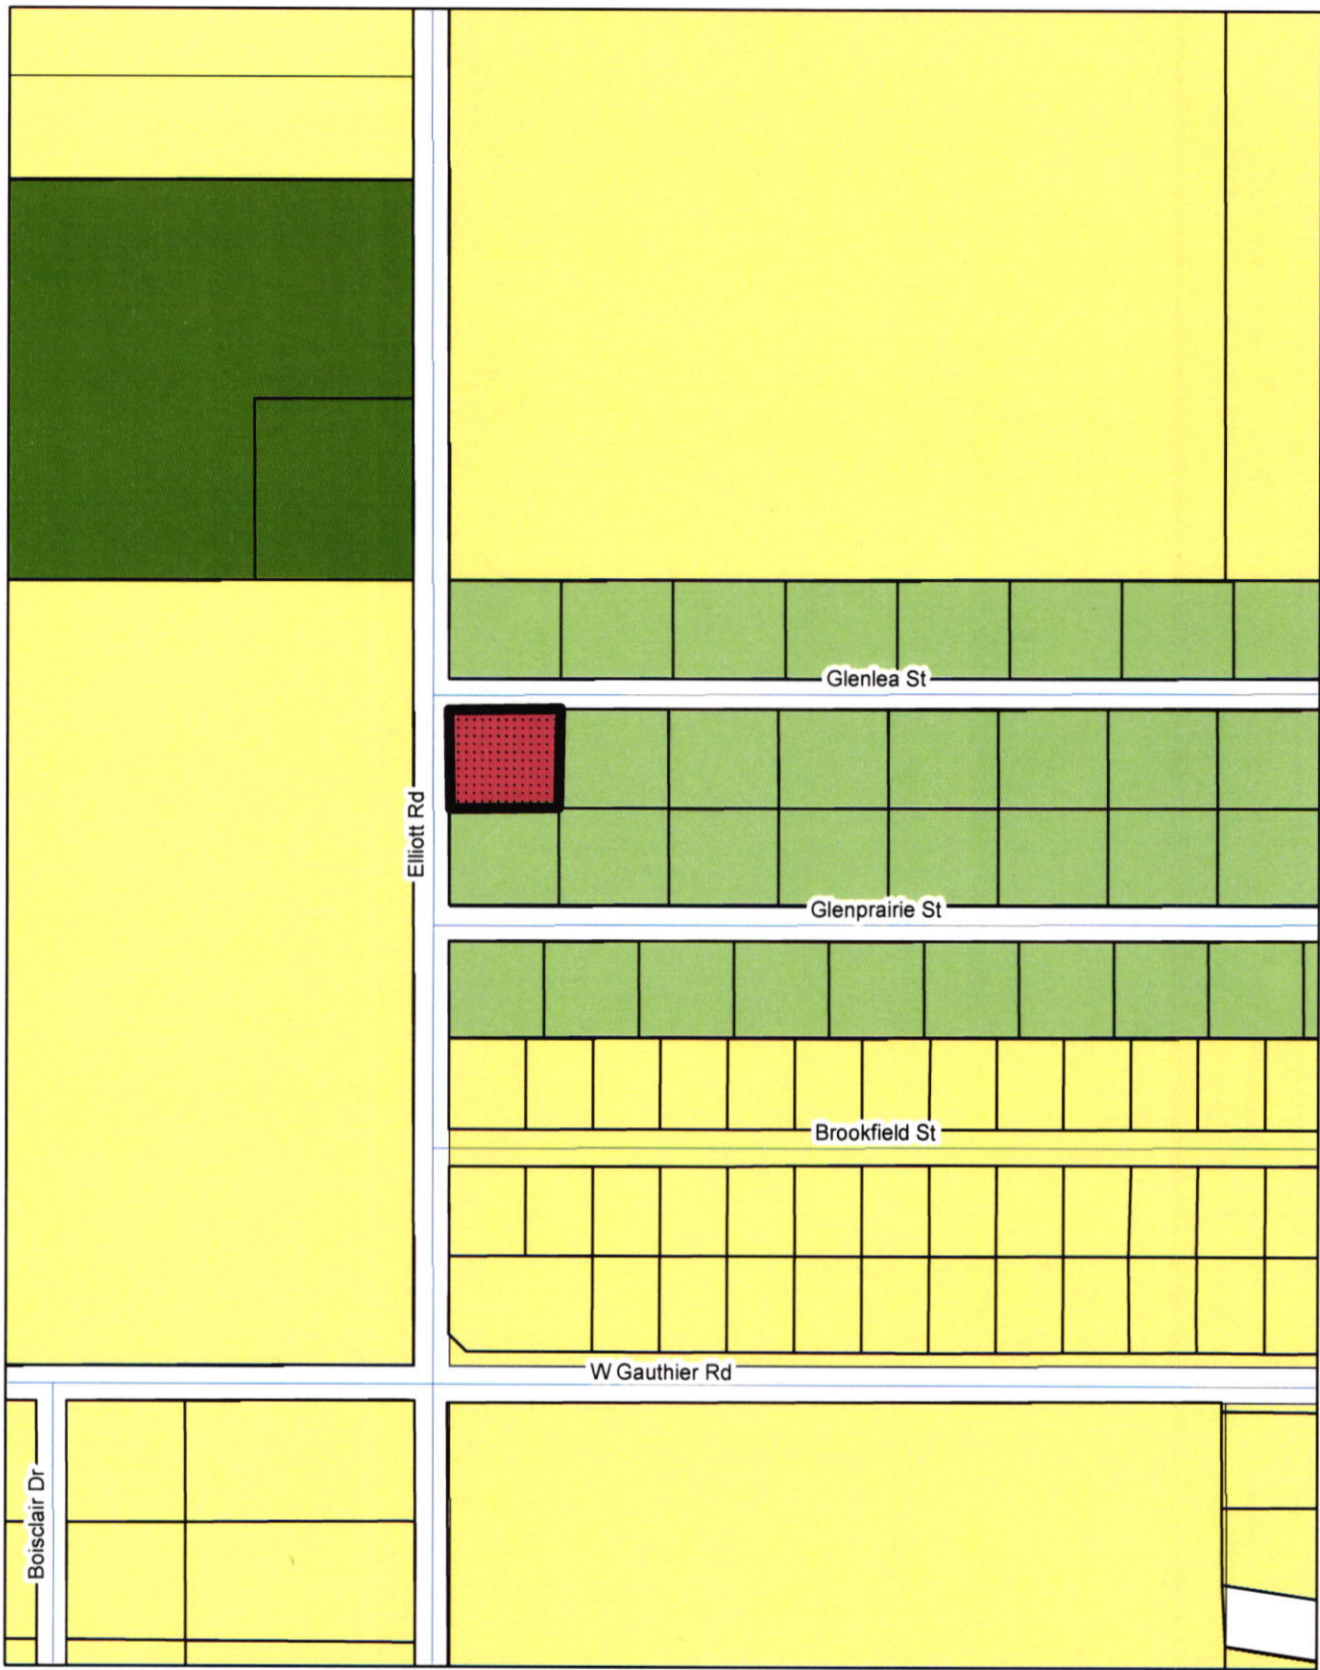 Glenlea St
Elliott Rd
Glenprairie St
Brookfield St
W Gauthier Rd
Boisclair Dr